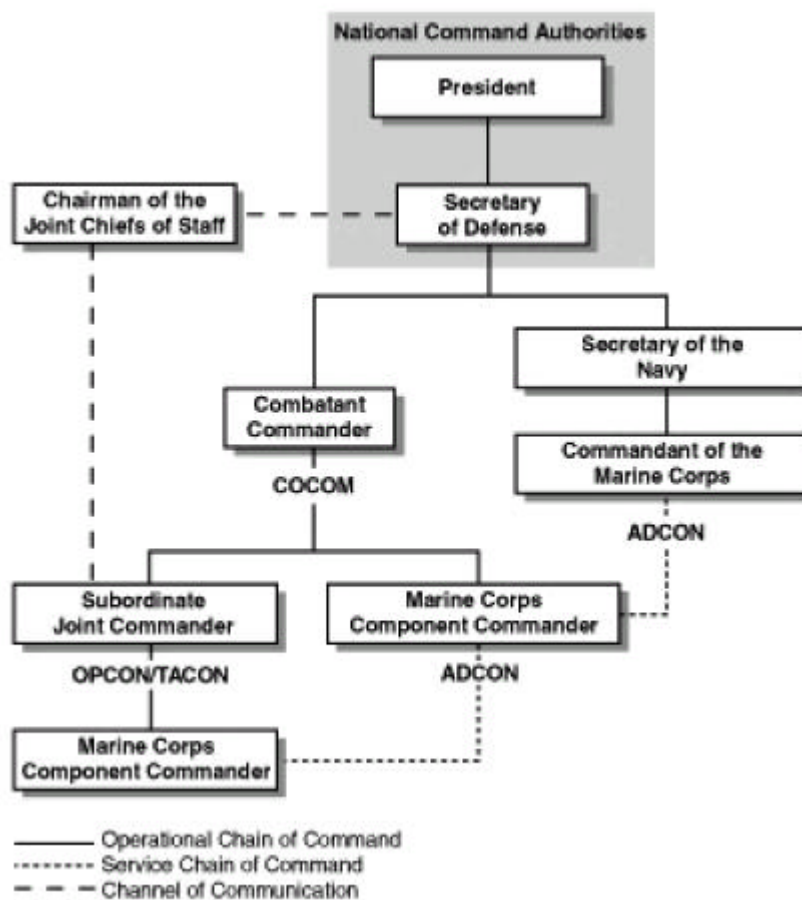 National Command Authorities
President
Chairman of the
Joint Chiefs of Staff
Secretary
of Defense
Secretary of the
Navy
Combatant
Commander
Commandant of the
Marine Corps
COCOM
ADCON
Subordinate
Joint Commander
Marine Corps
Component Commander
OPCON/TACON
ADCON
Marine Corps
Component Commander
Operational Chain of Command
Service Chain of Command
Channel of Communication